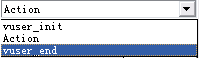 Action
vuser_init
Action
vuser_end